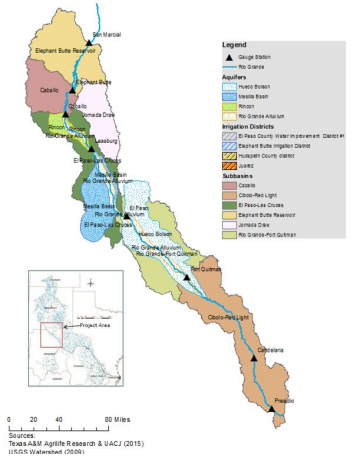 San Marcial
Elephant Butte Reservoir
Elephant Butte
Caballo
Caballo
Jornada Draw
Rincon
Rincon
Rio Grande Alluvium
Leasburg
El Paso-Las Cruces
Mesilla Basin
Rio Grande Alluvium
Mesilla Basin
El Paso
Rio Grande Alluvium
El Paso-Las Cruces
Hueco Bolson
Rio Grande Alluvium
Rio Grande-Fort Quitman
Fort Quitman
Cibolo-Red Light
Candelaria
Presidio
Legend
Gauge Station
Rio Grande
Aquifers
Hueco Bolson
Mesilla Basin
Rincon
Rio Grande Alluvium
Irrigation Districts
El Paso County Water Improvement District #1
Elephant Butte Irrigation District
Hudspeth County district
Juarez
Subbasins
Caballo
Cibolo-Red Light
El Paso-Las Cruces
Elephant Butte Reservoir
Jornada Draw
Rio Grande-Fort Quitman
Project Area
0 20 40 80 Miles
Sources:
Texas A&M Agrilife Research & UACJ (2015)
USGS Watershed (2009)